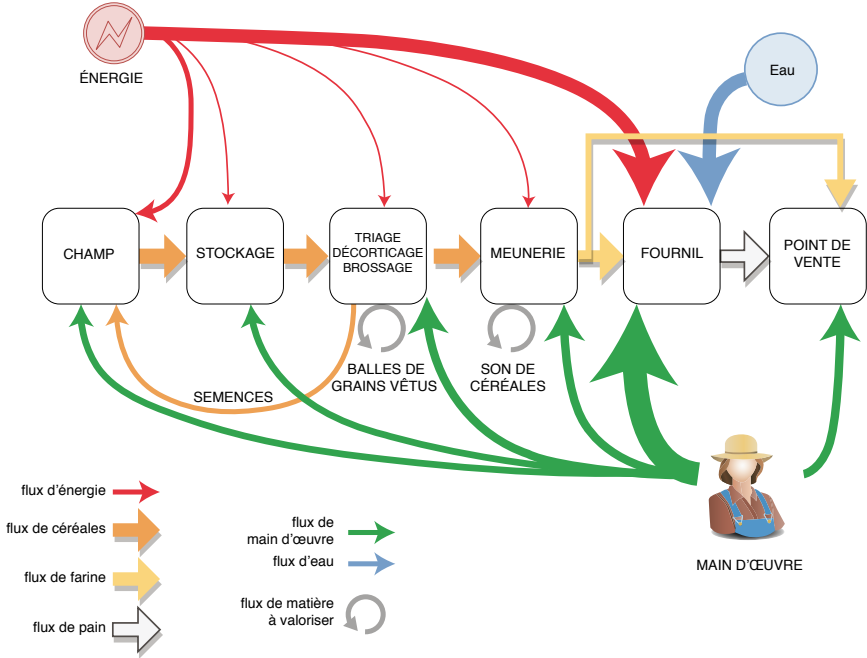 ÉNERGIE
Eau
CHAMP
STOCKAGE
TRIAGE
DÉCORTICAGE
BROSSAGE
MEUNERIE
FOURNIL
POINT DE
VENTE
SEMENCES
BALLES DE
GRAINS VÊTUS
SON DE
CÉRÉALES
MAIN D'ŒUVRE
flux d'énergie
flux de céréales
flux de farine
flux de pain
flux de
main d'œuvre
flux d'eau
flux de matière
à valoriser